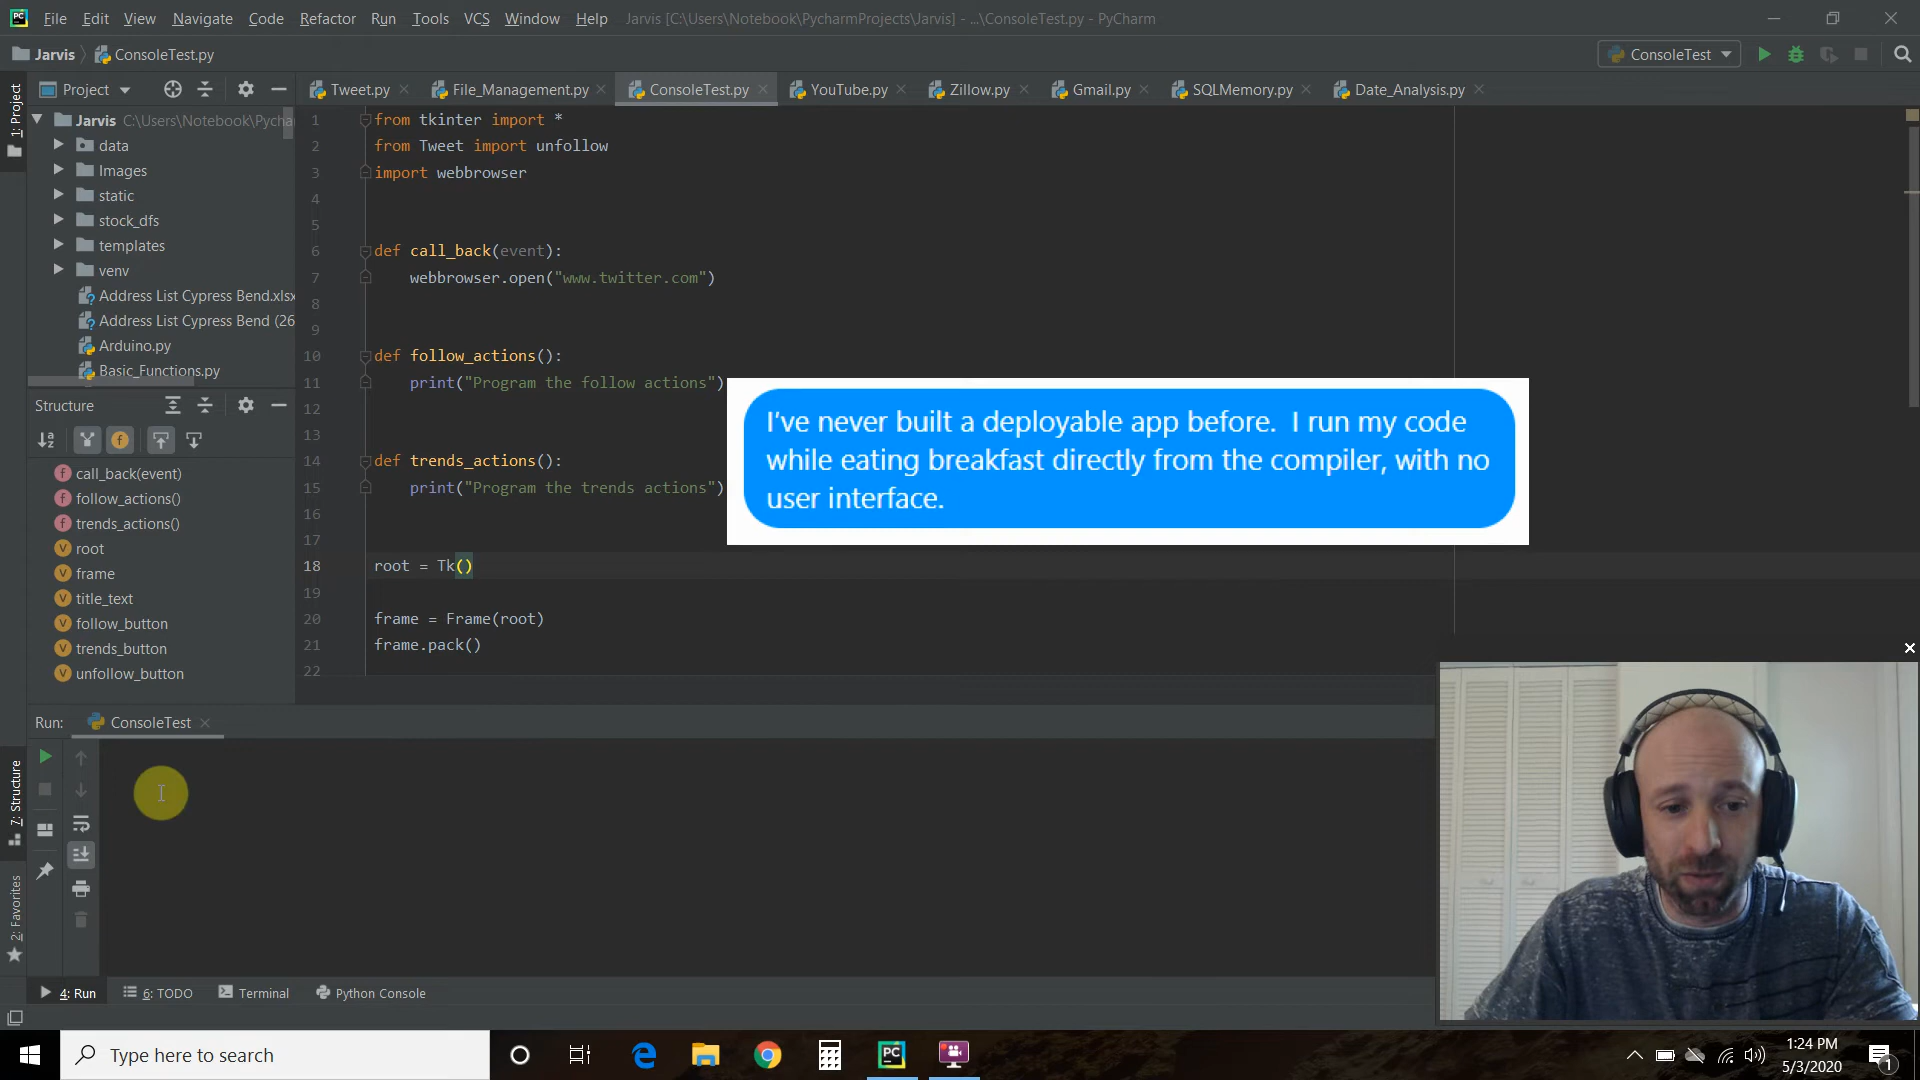 File Edit View Navigate Code Refactor Run Tools VCS Window Help Jarvis [C:\Users\Notebook\PycharmProjects\Jarvis] - ...\ConsoleTest.py - PyCharm
Jarvis ConsoleTest.py ConsoleTest
Project
Tweet.py File_Management.py ConsoleTest.py YouTube.py Zillow.py Gmail.py SQLMemory.py Date_Analysis.py
1: Project
Jarvis C:\Users\Notebook\Pycha
data
Images
static
stock_dfs
templates
venv
Address List Cypress Bend.xlsx
Address List Cypress Bend (26
Arduino.py
Basic_Functions.py
1 from tkinter import *
2 from Tweet import unfollow
3 import webbrowser
4
5
6 def call_back(event):
7 webbrowser.open("www.twitter.com")
8
9
10 def follow_actions():
11 print("Program the follow actions")
12
13
14 def trends_actions():
15 print("Program the trends actions")
16
17
18 root = Tk()
19
20 frame = Frame(root)
21 frame.pack()
22
I've never built a deployable app before. I run my code
while eating breakfast directly from the compiler, with no
user interface.
Structure
call_back(event)
follow_actions()
trends_actions()
root
frame
title_text
follow_button
trends_button
unfollow_button
Run: ConsoleTest
7: Structure
2: Favorites
4: Run 6: TODO Terminal Python Console
Type here to search
1:24 PM
5/3/2020
1